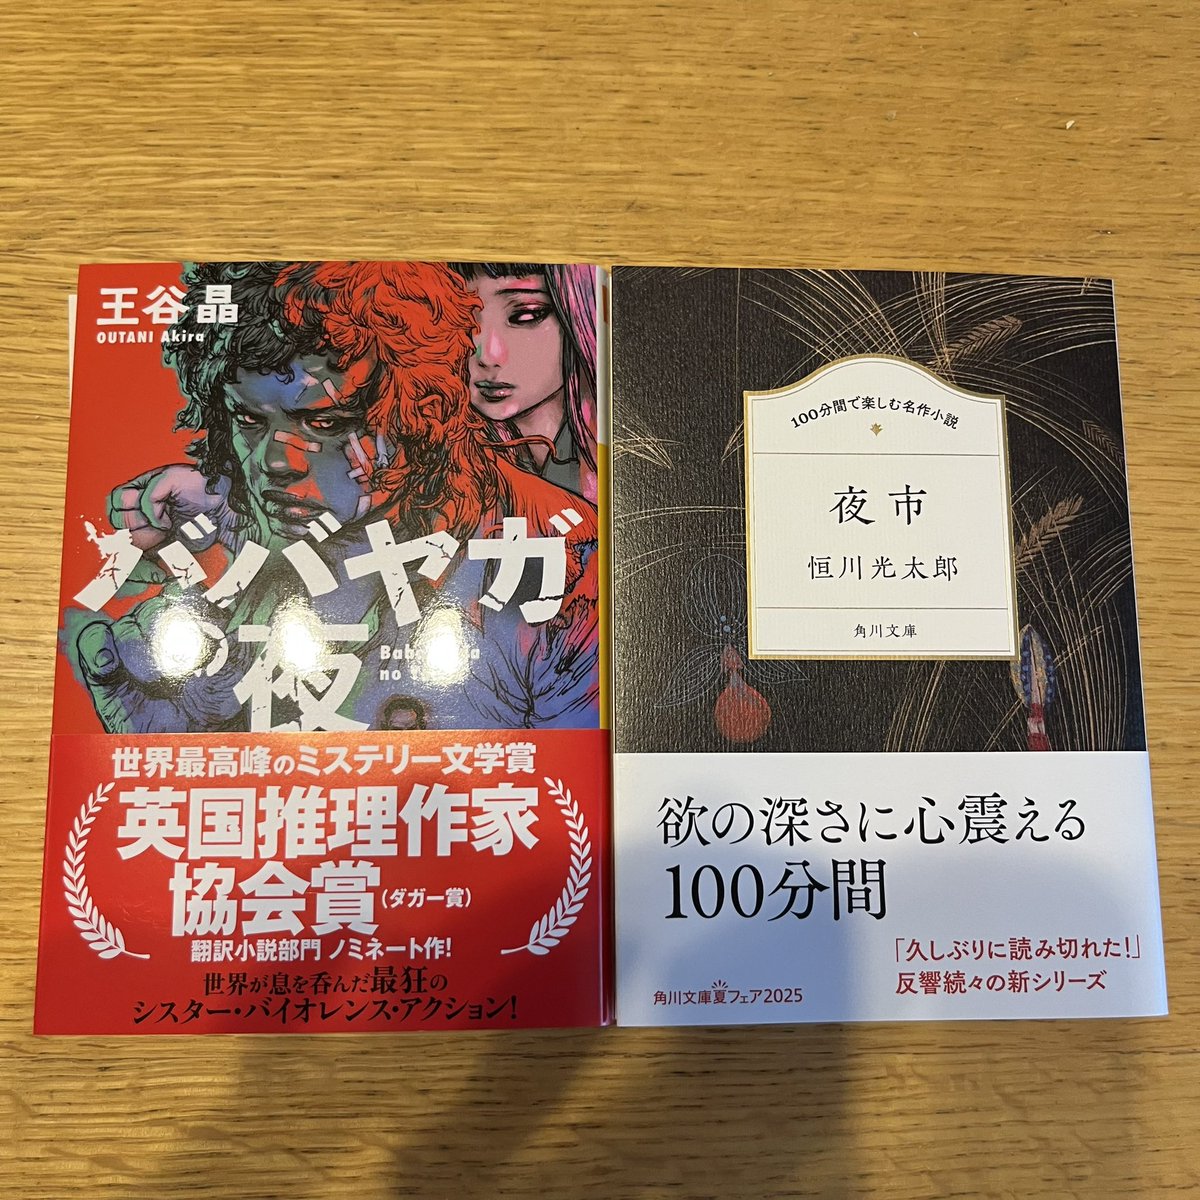 王谷晶
OUTANI Akira
ババヤガ
の夜
no
世界最高峰のミステリー文学賞
英国推理作家
協会賞(ダガー賞)
翻訳小説部門 ノミネート作!
世界が息を呑んだ最狂の
シスター・バイオレンス・アクション!
100分間で楽しむ名作小説
夜市
恒川光太郎
角川文庫
欲の深さに心震える
100分間
「久しぶりに読み切れた!」
反響続々の新シリーズ
角川文庫夏フェア2025